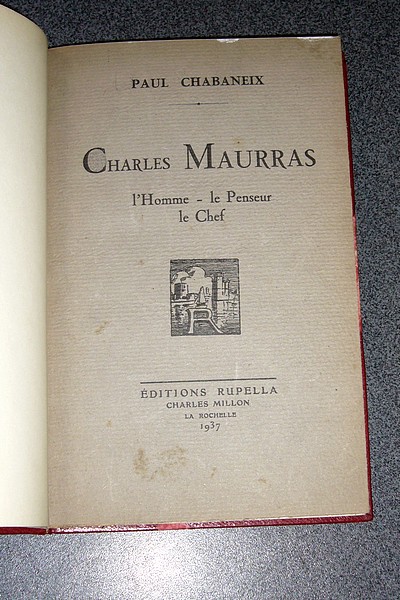 PAUL CHABANEIX
CHARLES MAURRAS
l'Homme - le Penseur
le Chef
ÉDITIONS RUPELLA
CHARLES MILLON
LA ROCHELLE
1937